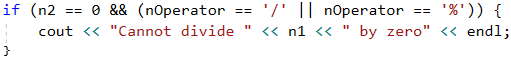 if (n2 == 0 && (nOperator == '/' || nOperator == '%')) {
    cout << "Cannot divide " << n1 << " by zero" << endl;
}